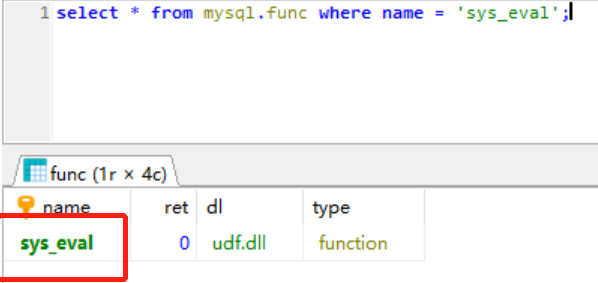 1 select * from mysql.func where name = 'sys_eval';
func (1r × 4c)
name ret dl type
sys_eval 0 udf.dll function